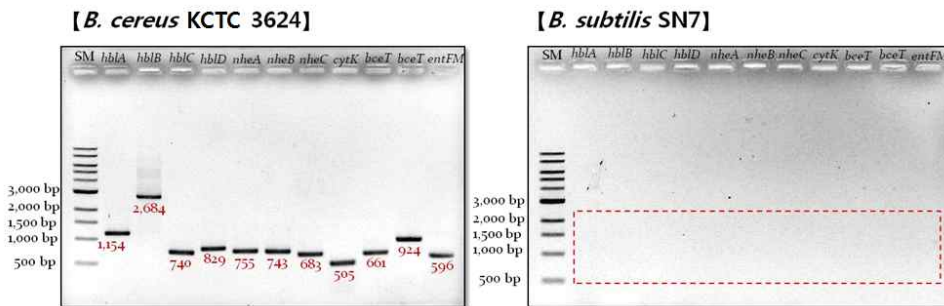 【B. cereus KCTC 3624】
SM hblA hblB hblC hblD nheA nheB nheC cytK bceT bceT entFM
3,000 bp
2,000 bp
1,500 bp
1,000 bp
500 bp
2,684
1,154
740
829
755
743
683
505
661
924
596
【B. subtilis SN7】
SM hblA hblB hblC hblD nheA nheB nheC cytK bceT bceT entFM
3,000 bp
2,000 bp
1,500 bp
1,000 bp
500 bp